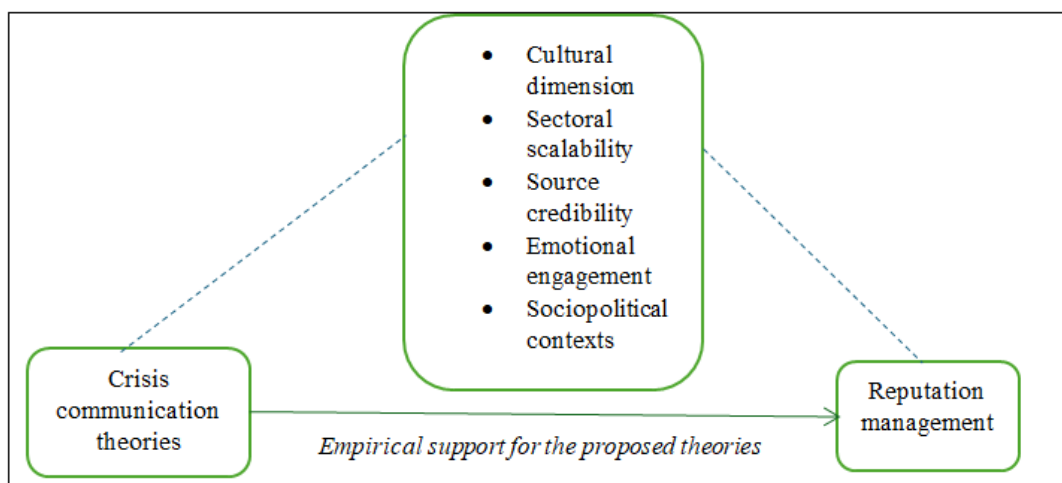 • Cultural
dimension
• Sectoral
scalability
• Source
credibility
• Emotional
engagement
• Sociopolitical
contexts
Crisis
communication
theories
Reputation
management
Empirical support for the proposed theories